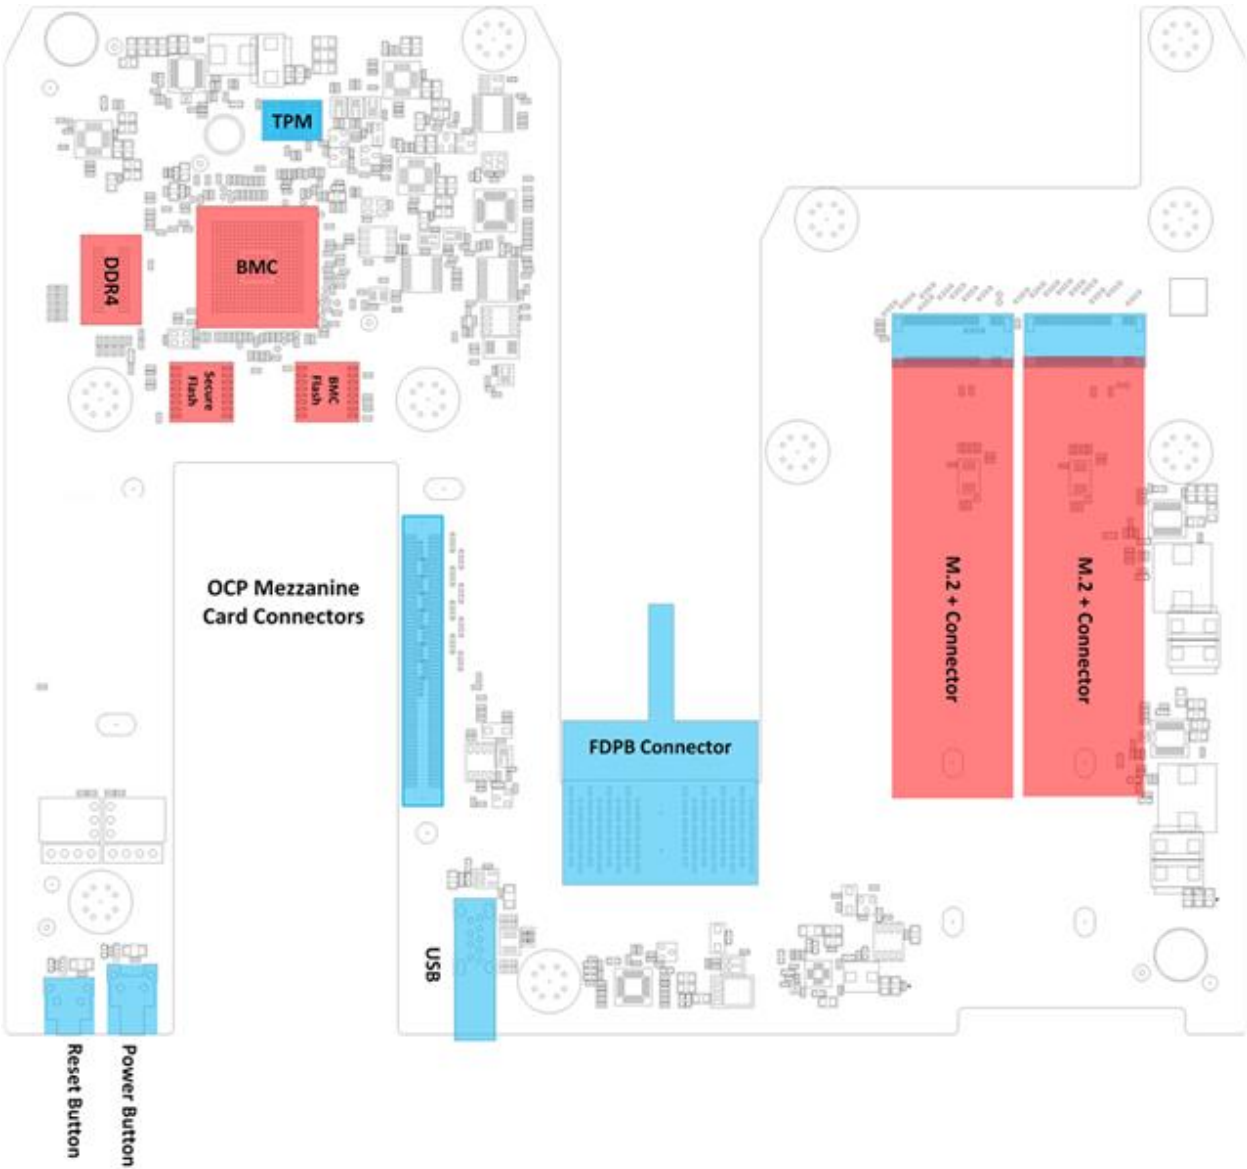 TPM
DDR4
BMC
Secure
Flash
BMC
Flash
OCP Mezzanine
Card Connectors
M.2 + Connector
M.2 + Connector
FDPB Connector
USB
Reset Button
Power Button